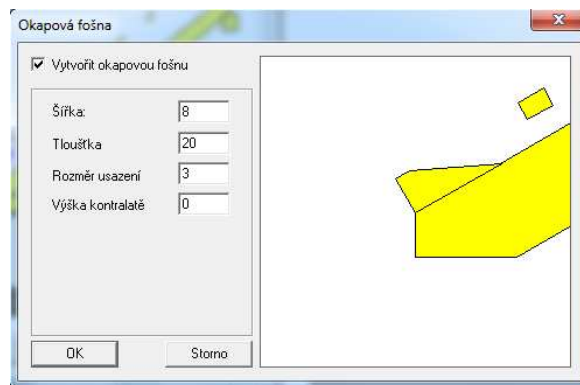 Okapová fošna
Vytvořit okapovou fošnu
Šířka: 8
Tloušťka 20
Rozměr usazení 3
Výška kontralatě 0
OK Storno